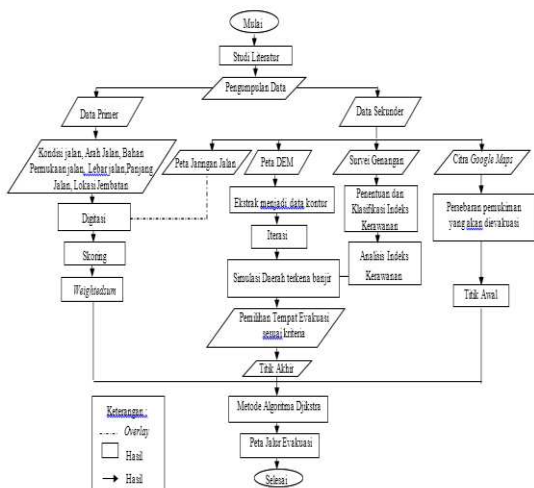 Mulai
Studi Literatur
Pengumpulan Data
Data Primer
Data Sekunder
Kondisi jalan, Arah Jalan, Bahan
Permukaan jalan, Lebar jalan,Panjang
Jalan, Lokasi Jembatan
Peta Jaringan Jalan
Peta DEM
Survei Genangan
Citra Google Maps
Digitasi
Skoring
Weightedsum
Ekstrak menjadi data kontur
Iterasi
Simulasi Daerah terkena banjir
Pemilihan Tempat Evakuasi
sesuai kriteria
Titik Akhir
Penentuan dan
Klasifikasi Indeks
Kerawanan
Analisis Indeks
Kerawanan
Persebaran pemukiman
yang akan dievakuasi
Titik Awal
Metode Algoritma Djikstra
Peta Jalur Evakuasi
Selesai
Keterangan :
Overlay
Hasil
Hasil